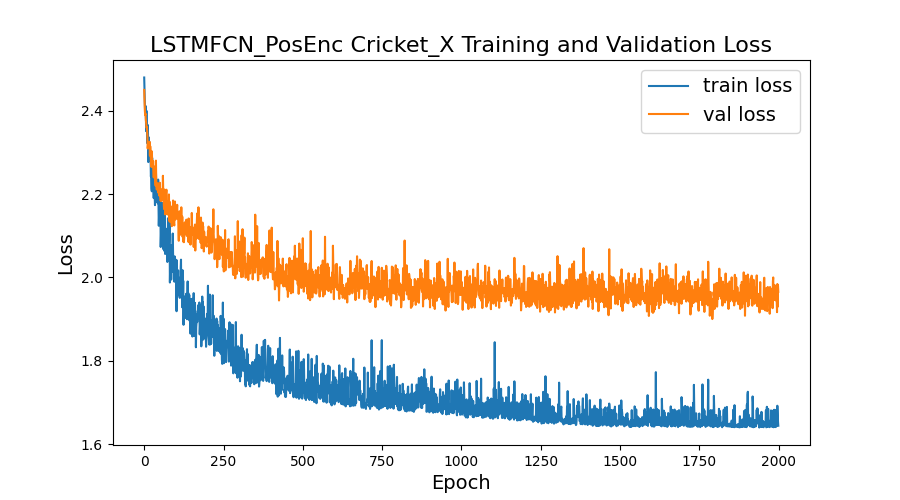 LSTMFCN_PosEnc Cricket_X Training and Validation Loss
train loss
val loss
2.4
2.2
2.0
1.8
1.6
Loss
0 250 500 750 1000 1250 1500 1750 2000
Epoch